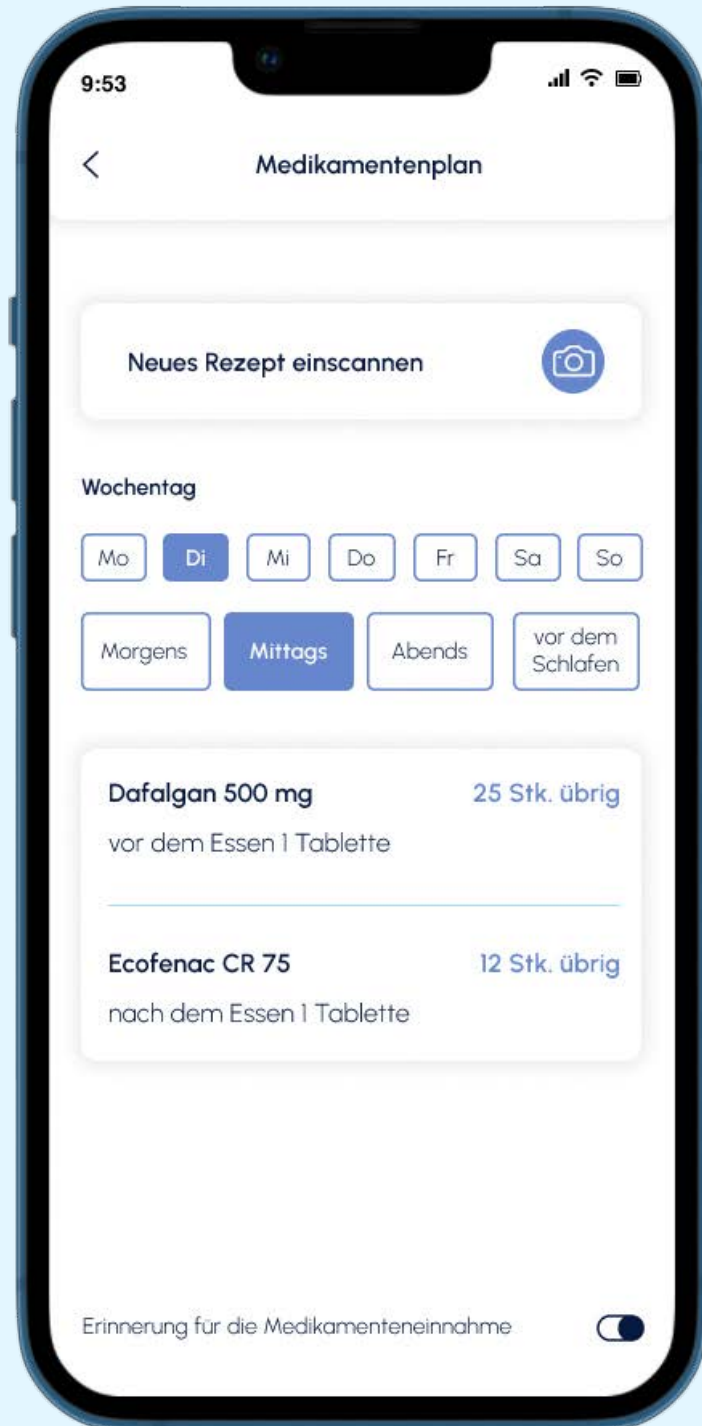 9:53
Medikamentenplan
Neues Rezept einscannen
Wochentag
Mo Di Mi Do Fr Sa So
Morgens Mittags Abends vor dem Schlafen
Dafalgan 500 mg 25 Stk. übrig
vor dem Essen 1 Tablette
Ecofenac CR 75 12 Stk. übrig
nach dem Essen 1 Tablette
Erinnerung für die Medikamenteneinnahme